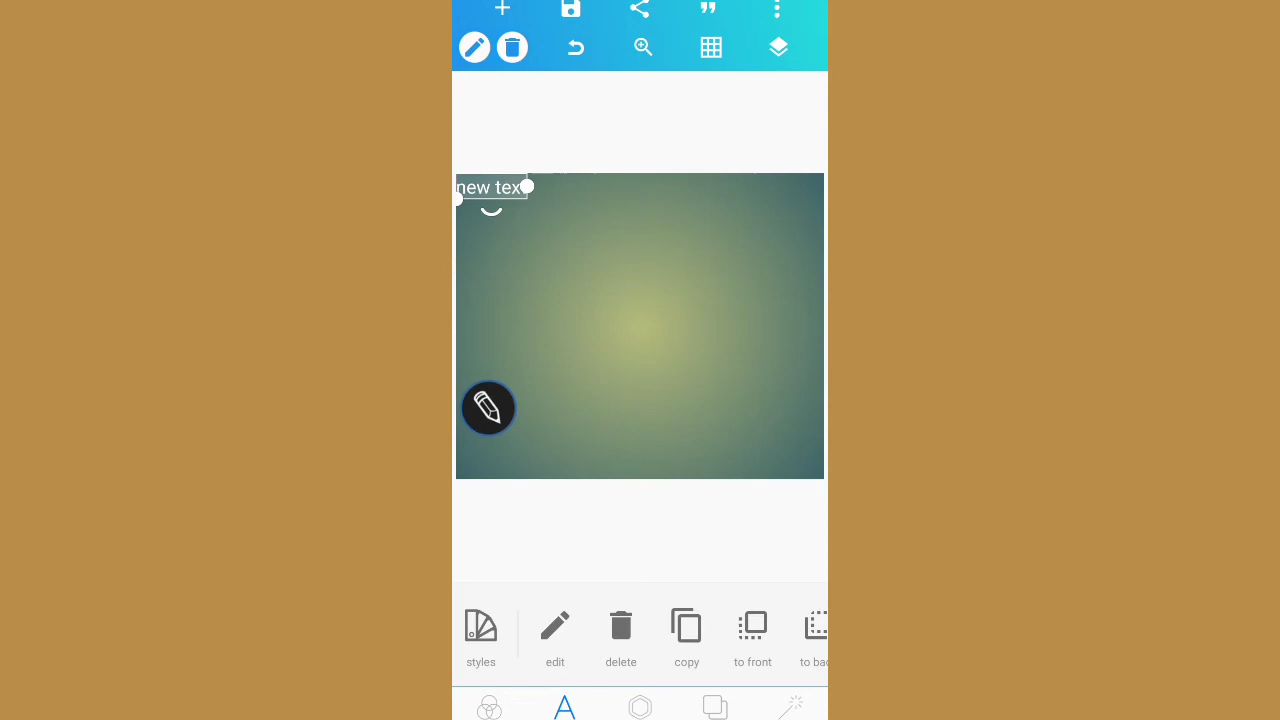 new tex
styles
edit
delete
copy
to front
to bac